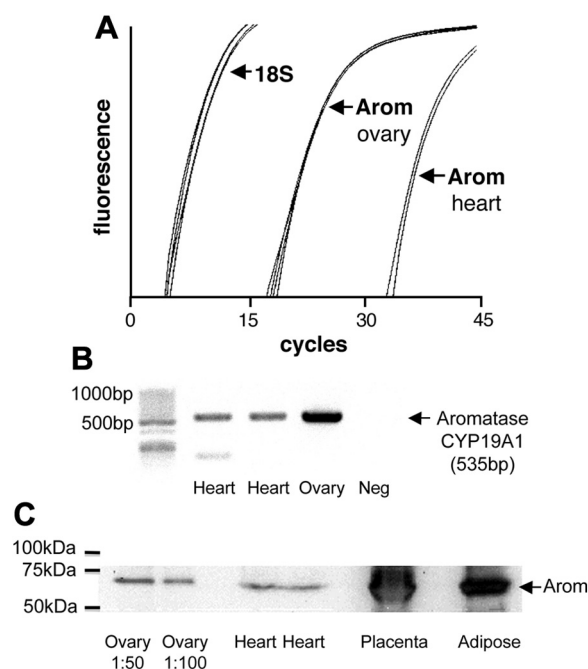 A
fluorescence
18S
Arom
ovary
Arom
heart
0
15
30
45
cycles
B
1000bp
500bp
Aromatase
CYP19A1
(535bp)
Heart
Heart
Ovary
Neg
C
100kDa
75kDa
50kDa
Arom
Ovary
1:50
Ovary
1:100
Heart Heart
Placenta
Adipose